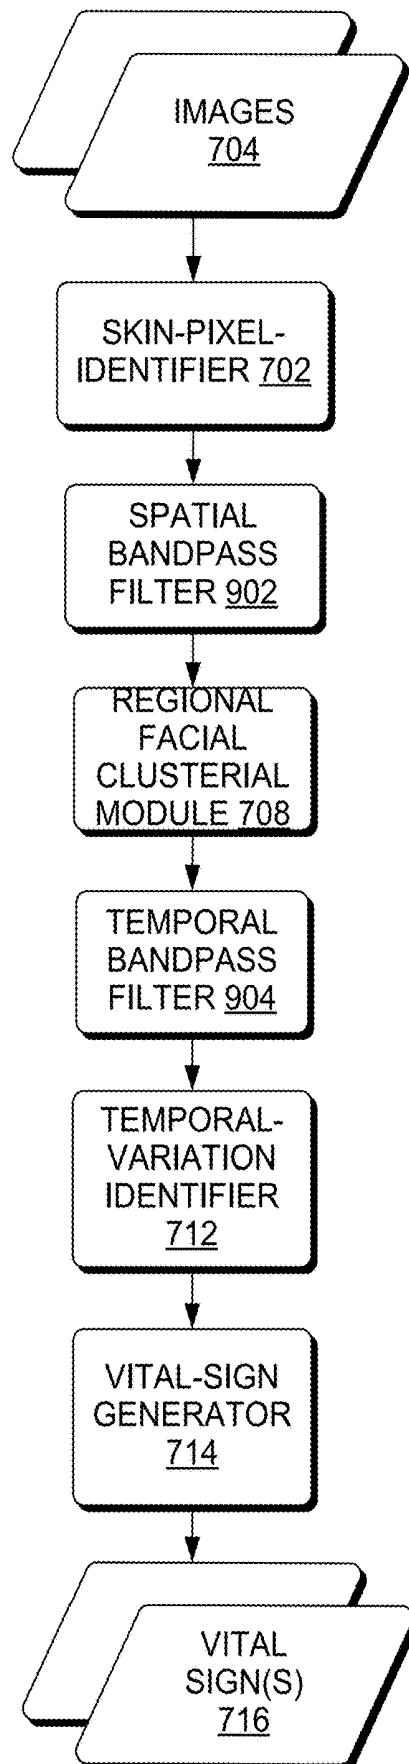 IMAGES
704
SKIN-PIXEL-
IDENTIFIER 702
SPATIAL
BANDPASS
FILTER 902
REGIONAL
FACIAL
CLUSTERIAL
MODULE 708
TEMPORAL
BANDPASS
FILTER 904
TEMPORAL-
VARIATION
IDENTIFIER
712
VITAL-SIGN
GENERATOR
714
VITAL
SIGN(S)
716